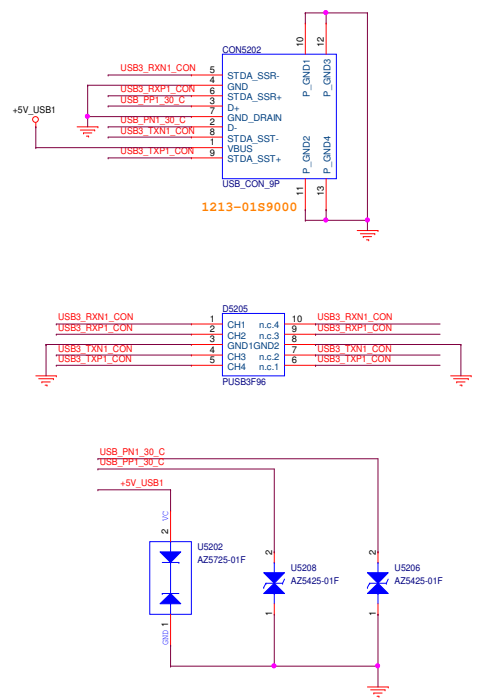 10
12
CON5202
P_GND1
P_GND3
USB3_RXN1_CON
5
STDA_SSR-
4
GND
USB3_RXP1_CON
6
STDA_SSR+
USB_PP1_30_C
3
D+
+5V_USB1
7
GND_DRAIN
USB_PN1_30_C
2
D-
USB3_TXN1_CON
8
STDA_SST-
1
VBUS
USB3_TXP1_CON
9
STDA_SST+
P_GND2
P_GND4
USB_CON_9P
11
13
1213-01S9000
D5205
USB3_RXN1_CON
1
CH1
n.c.4
10
USB3_RXN1_CON
USB3_RXP1_CON
2
CH2
n.c.3
9
USB3_RXP1_CON
3
GND1GND2
8
USB3_TXN1_CON
4
CH3
n.c.2
7
USB3_TXN1_CON
USB3_TXP1_CON
5
CH4
n.c.1
6
USB3_TXP1_CON
PUSB3F96
USB_PN1_30_C
USB_PP1_30_C
+5V_USB1
VC
2
U5202
AZ5725-01F
GND
1
2
U5208
AZ5425-01F
1
2
U5206
AZ5425-01F
1